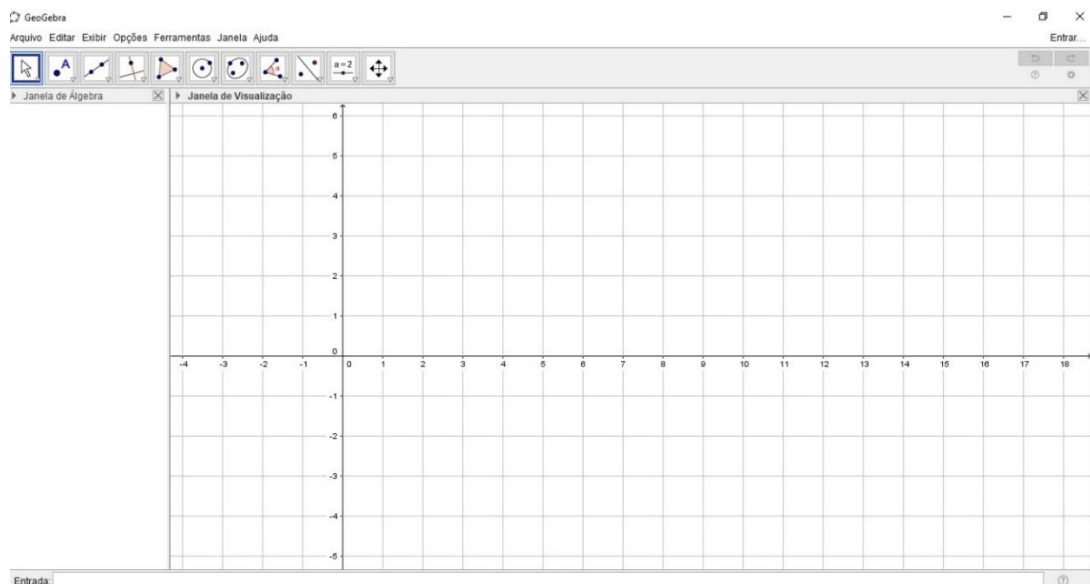 GeoGebra
Arquivo Editar Exibir Opções Ferramentas Janela Ajuda
Entrar...
A
α
a=2
Janela de Álgebra
Janela de Visualização
6
5
4
3
2
1
0
-4 -3 -2 -1 0 1 2 3 4 5 6 7 8 9 10 11 12 13 14 15 16 17 18
-1
-2
-3
-4
-5
Entrada: